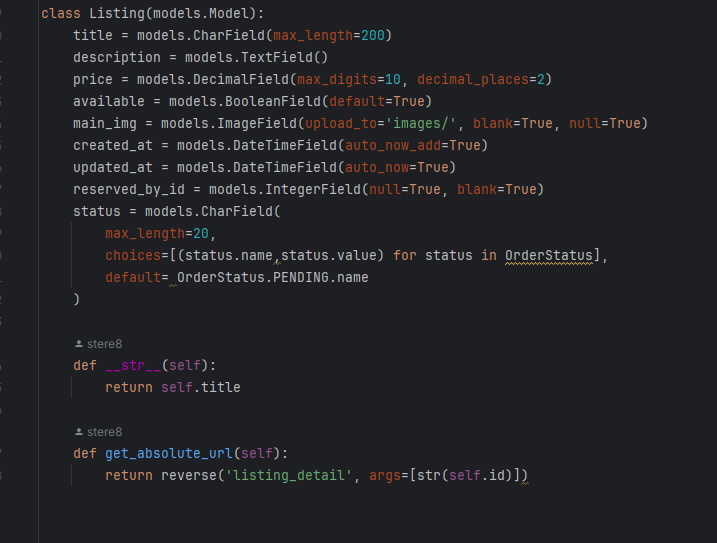 class Listing(models.Model):
    title = models.CharField(max_length=200)
    description = models.TextField()
    price = models.DecimalField(max_digits=10, decimal_places=2)
    available = models.BooleanField(default=True)
    main_img = models.ImageField(upload_to='images/', blank=True, null=True)
    created_at = models.DateTimeField(auto_now_add=True)
    updated_at = models.DateTimeField(auto_now=True)
    reserved_by_id = models.IntegerField(null=True, blank=True)
    status = models.CharField(
        max_length=20,
        choices=[(status.name,status.value) for status in OrderStatus],
        default= OrderStatus.PENDING.name
    )
stere8
    def __str__(self):
        return self.title
stere8
    def get_absolute_url(self):
        return reverse('listing_detail', args=[str(self.id)])